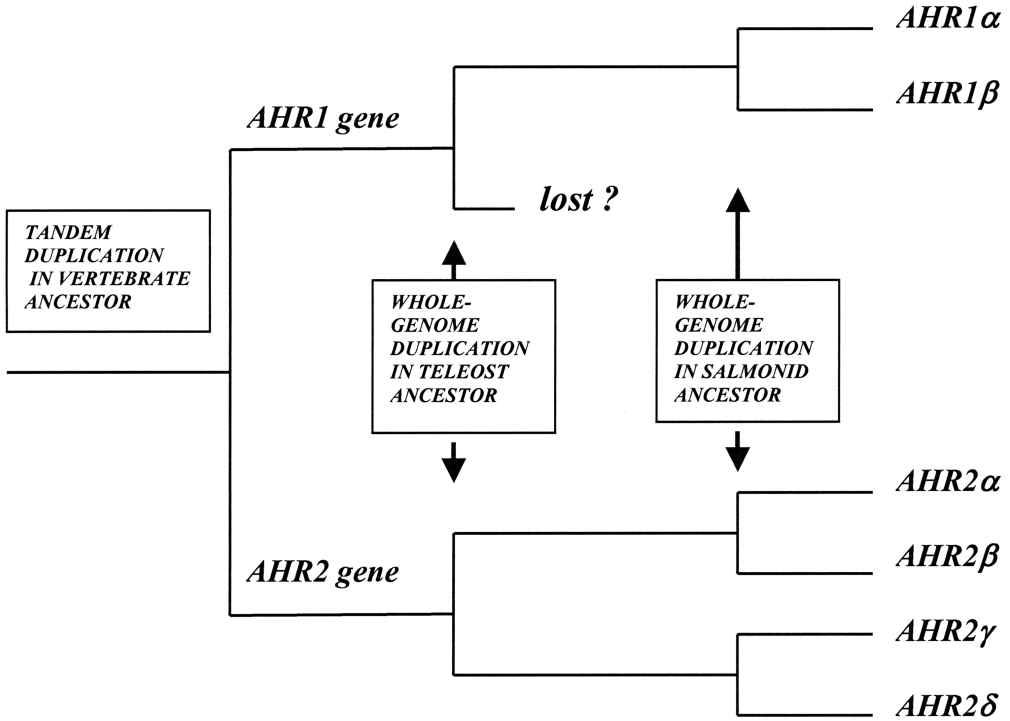 AHR1α
AHR1β
AHR1 gene
lost ?
TANDEM
DUPLICATION
IN VERTEBRATE
ANCESTOR
WHOLE-
GENOME
DUPLICATION
IN TELEOST
ANCESTOR
WHOLE-
GENOME
DUPLICATION
IN SALMONID
ANCESTOR
AHR2 gene
AHR2α
AHR2β
AHR2γ
AHR2δ